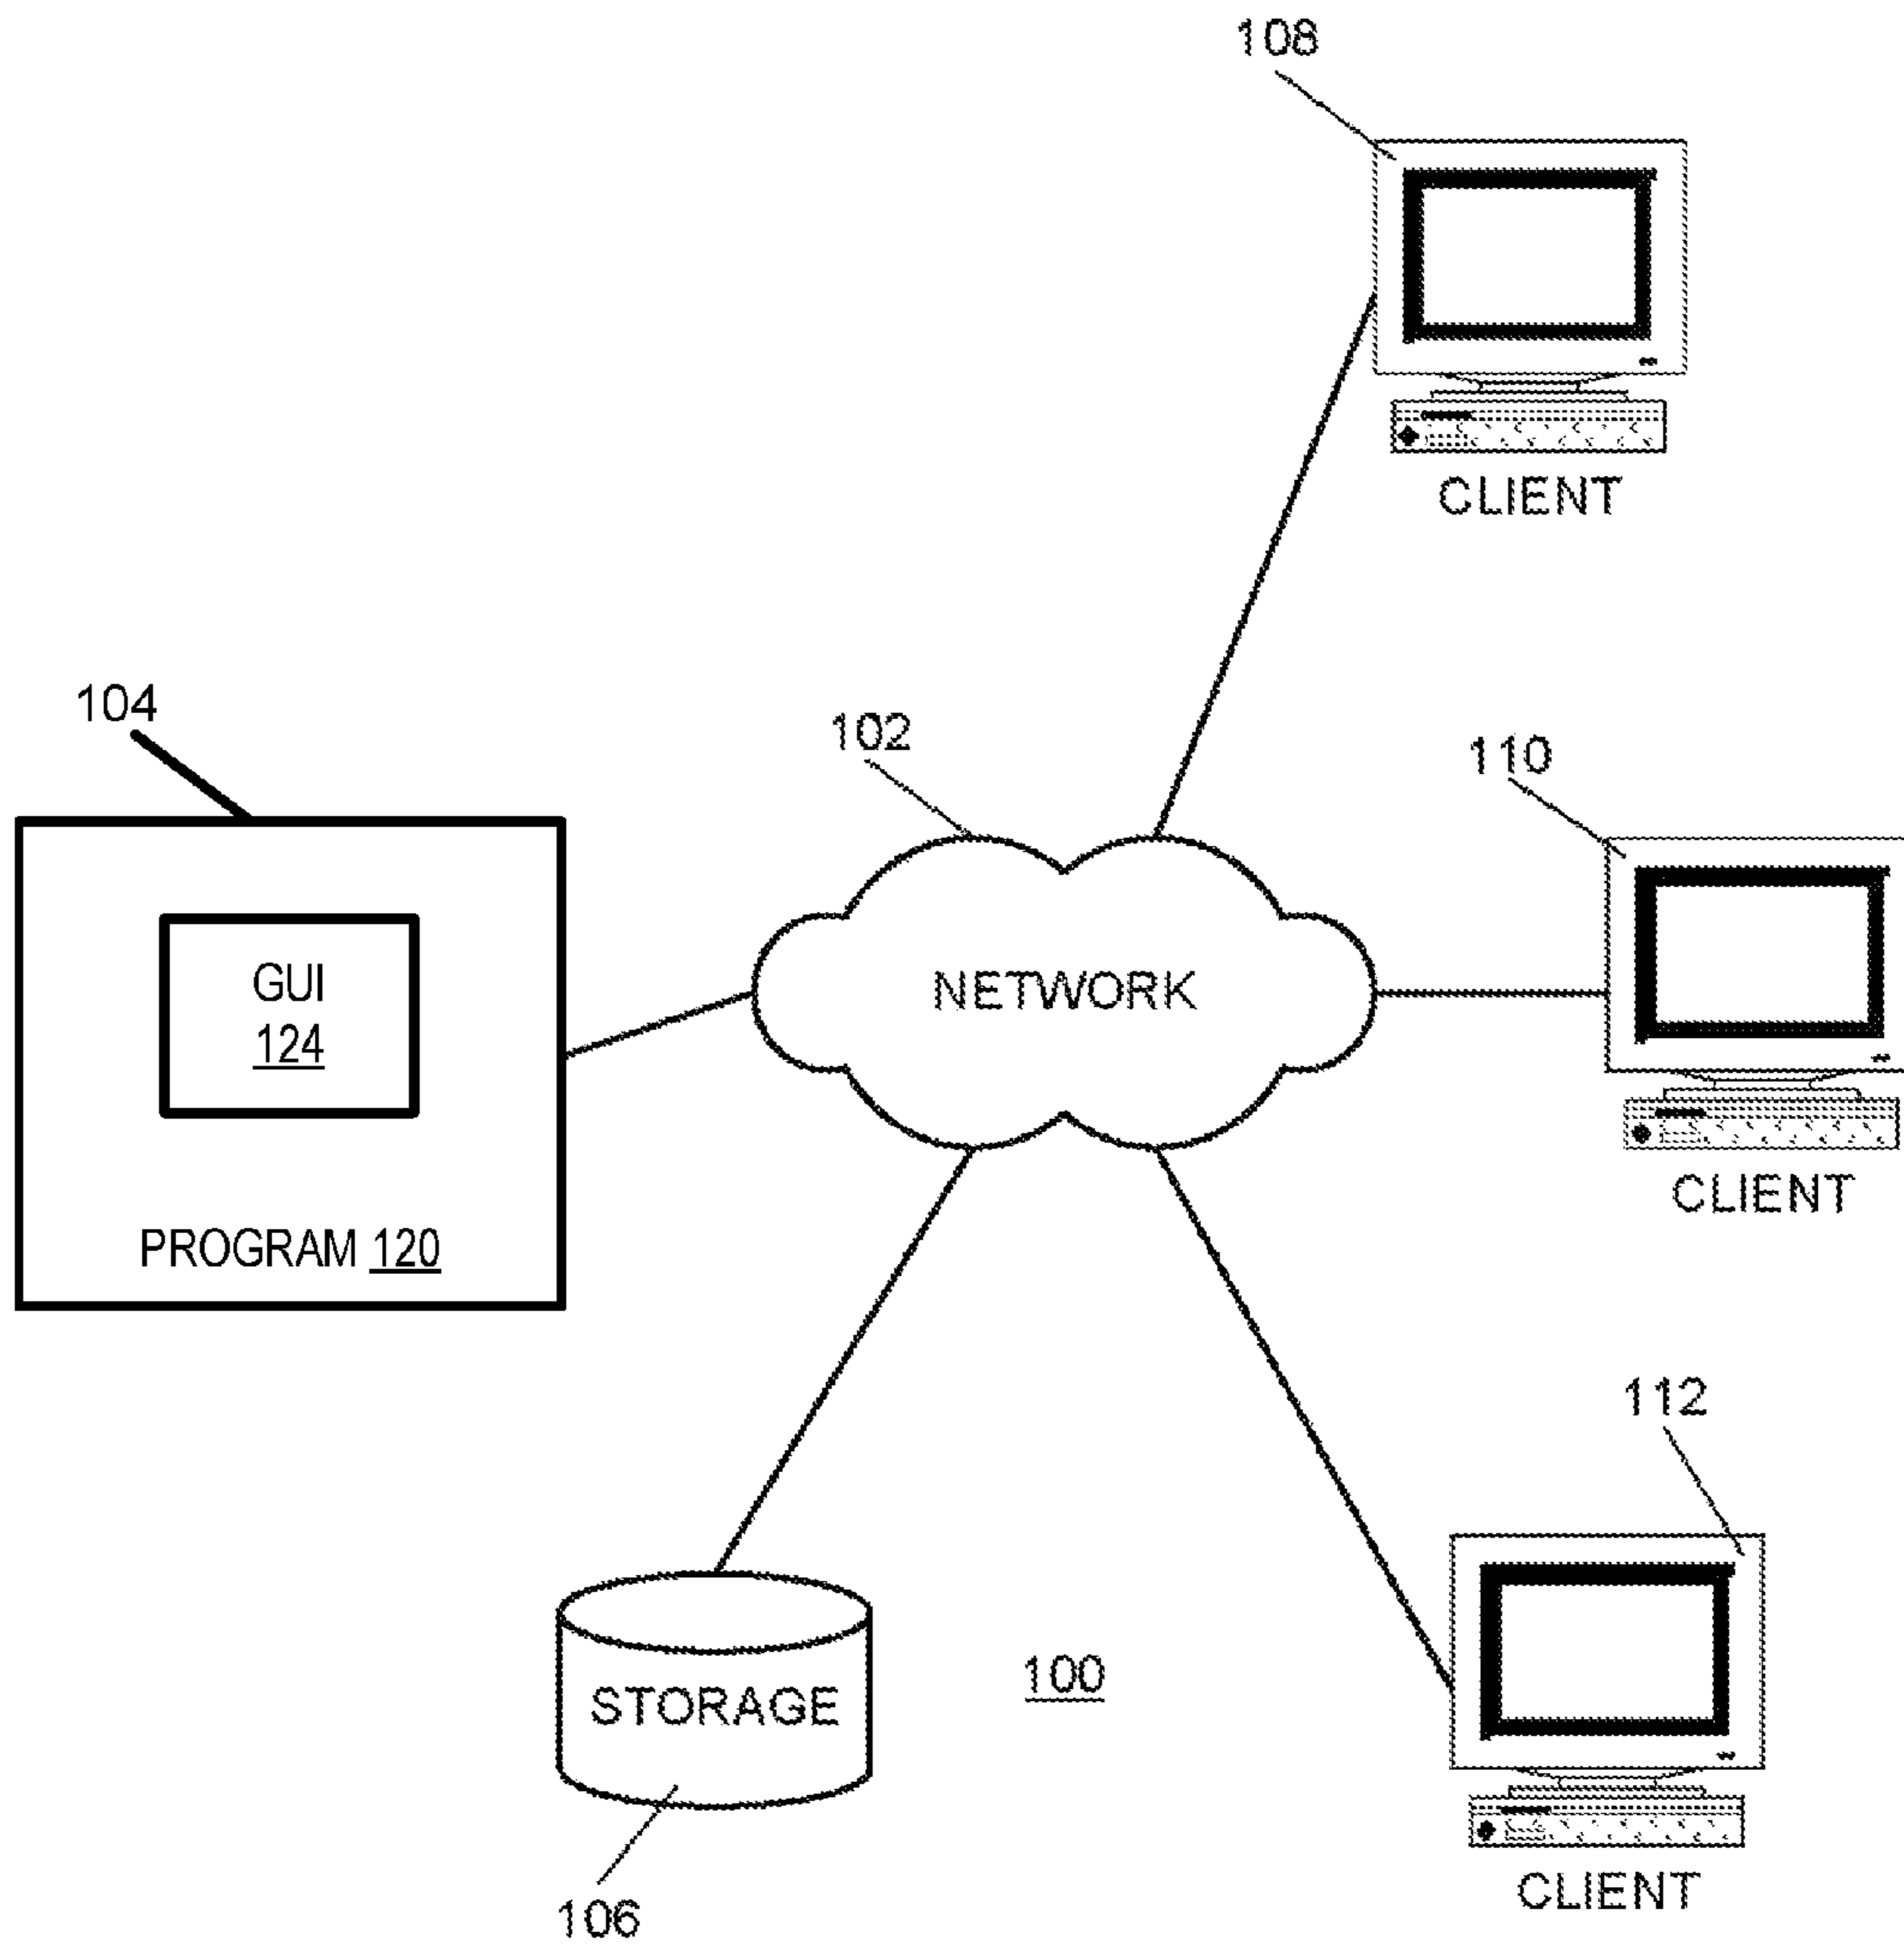 108
CLIENT
104
102
110
GUI
124
NETWORK
PROGRAM 120
CLIENT
112
STORAGE
100
106
CLIENT